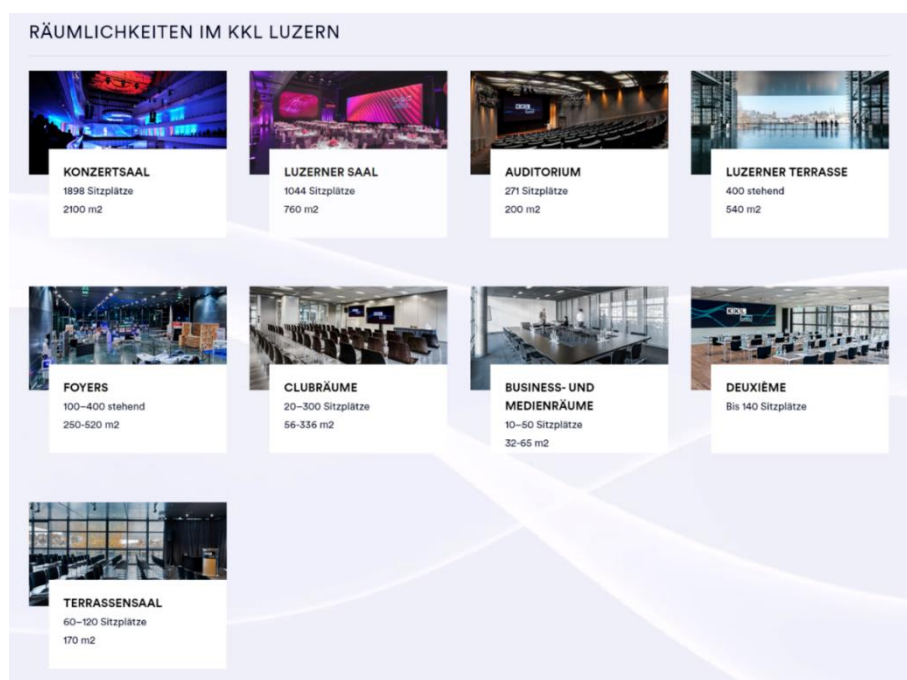 RÄUMLICHKEITEN IM KKL LUZERN
KONZERTSAAL
1898 Sitzplätze
2100 m2
LUZERNER SAAL
1044 Sitzplätze
760 m2
AUDITORIUM
271 Sitzplätze
200 m2
LUZERNER TERRASSE
400 stehend
540 m2
FOYERS
100–400 stehend
250-520 m2
CLUBRÄUME
20–300 Sitzplätze
56-336 m2
BUSINESS- UND
MEDIENRÄUME
10–50 Sitzplätze
32-65 m2
KKL
DEUXIÈME
Bis 140 Sitzplätze
TERRASSENSAAL
60–120 Sitzplätze
170 m2